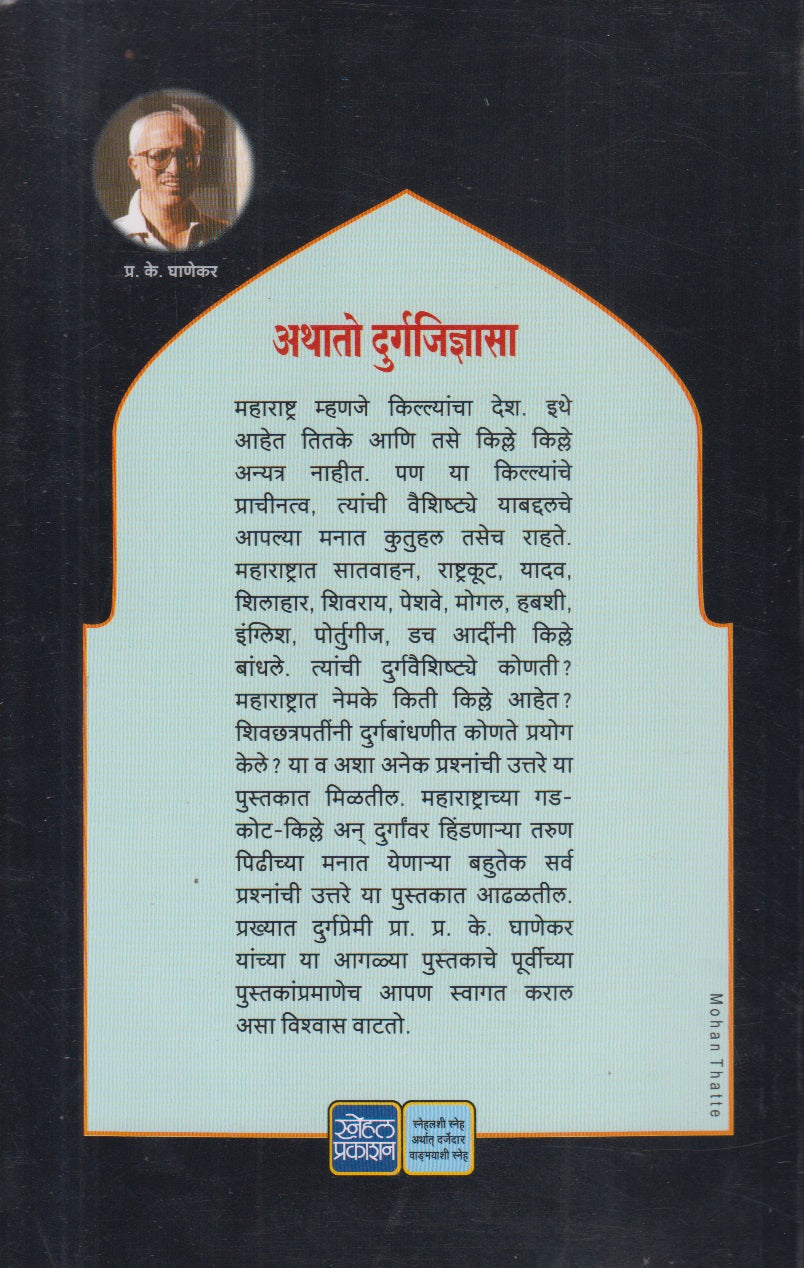 प्र. के. घाणेकर
अथातो दुर्गजिज्ञासा
महाराष्ट्र म्हणजे किल्ल्यांचा देश. इथे
आहेत तितके आणि तसे किल्ले किल्ले
अन्यत्र नाहीत. पण या किल्ल्यांचे
प्राचीनत्व, त्यांची वैशिष्ट्ये याबद्दलचे
आपल्या मनात कुतुहल तसेच राहते.
महाराष्ट्रात सातवाहन, राष्ट्रकूट, यादव,
शिलाहार, शिवराय, पेशवे, मोगल, हबशी,
इंग्लिश, पोर्तुगीज, डच आदींनी किल्ले
बांधले. त्यांची दुर्गवैशिष्ट्ये कोणती?
महाराष्ट्रात नेमके किती किल्ले आहेत?
शिवछत्रपतींनी दुर्गबांधणीत कोणते प्रयोग
केले? या व अशा अनेक प्रश्नांची उत्तरे या
पुस्तकात मिळतील. महाराष्ट्राच्या गड-
कोट-किल्ले अन् दुर्गांवर हिंडणाऱ्या तरुण
पिढीच्या मनात येणाऱ्या बहुतेक सर्व
प्रश्नांची उत्तरे या पुस्तकात आढळतील.
प्रख्यात दुर्गप्रेमी प्रा. प्र. के. घाणेकर
यांच्या या आगळ्या पुस्तकाचे पूर्वीच्या
पुस्तकांप्रमाणेच आपण स्वागत कराल
असा विश्वास वाटतो.
Mohan Thatte
स्नेहल
प्रकाशन
स्नेहलशी स्नेह
अर्थात् दर्जेदार
वाङ्मयाशी स्नेह